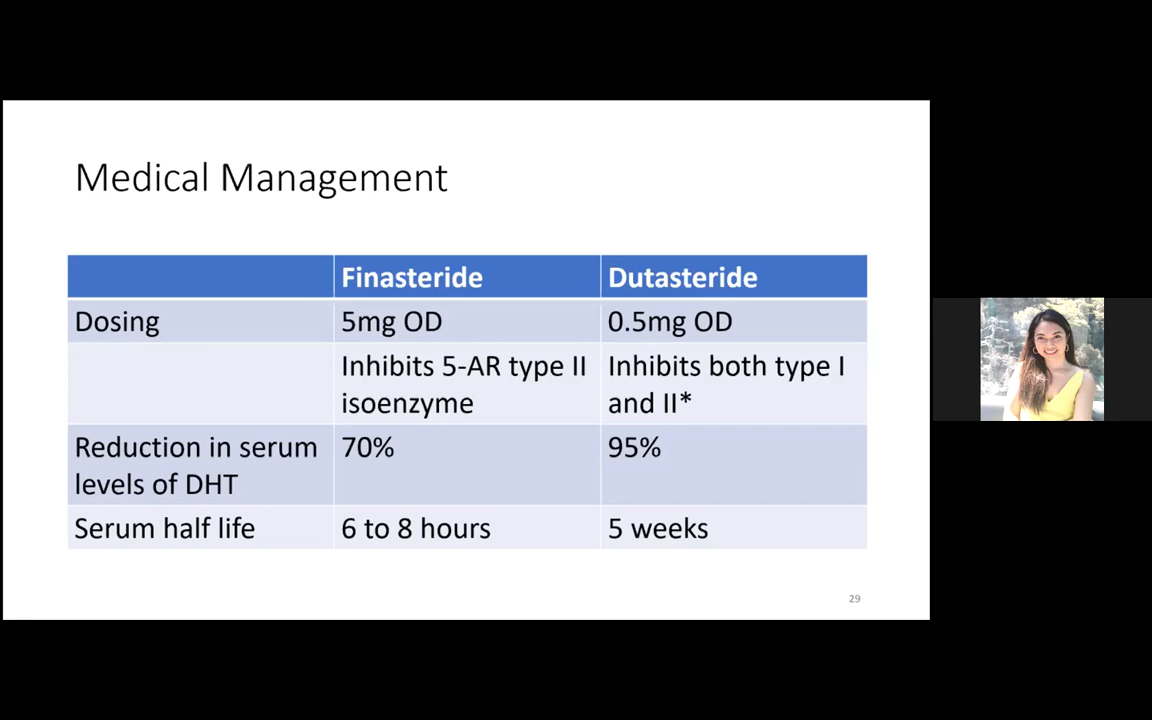 Medical Management
Finasteride Dutasteride
Dosing 5mg OD 0.5mg OD
Inhibits 5-AR type II Inhibits both type I
isoenzyme and II*
Reduction in serum 70% 95%
levels of DHT
Serum half life 6 to 8 hours 5 weeks
29